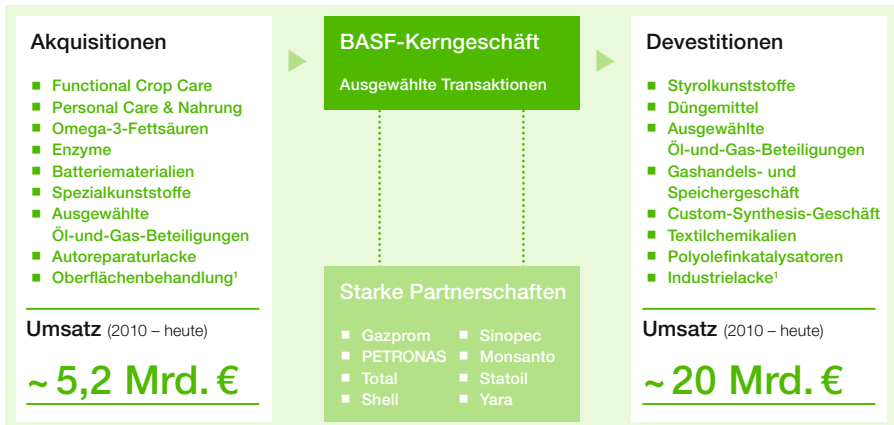 Akquisitionen
■ Functional Crop Care
■ Personal Care & Nahrung
■ Omega-3-Fettsäuren
■ Enzyme
■ Batteriematerialien
■ Spezialkunststoffe
■ Ausgewählte
Öl-und-Gas-Beteiligungen
■ Autoreparaturlacke
■ Oberflächenbehandlung¹
Umsatz (2010 – heute)
~ 5,2 Mrd. €
BASF-Kerngeschäft
Ausgewählte Transaktionen
Starke Partnerschaften
■ Gazprom
■ PETRONAS
■ Total
■ Shell
■ Sinopec
■ Monsanto
■ Statoil
■ Yara
Devestitionen
■ Styrolkunststoffe
■ Düngemittel
■ Ausgewählte
Öl-und-Gas-Beteiligungen
■ Gashandels- und
Speichergeschäft
■ Custom-Synthesis-Geschäft
■ Textilchemikalien
■ Polyolefinkatalysatoren
■ Industrielacke¹
Umsatz (2010 – heute)
~ 20 Mrd. €